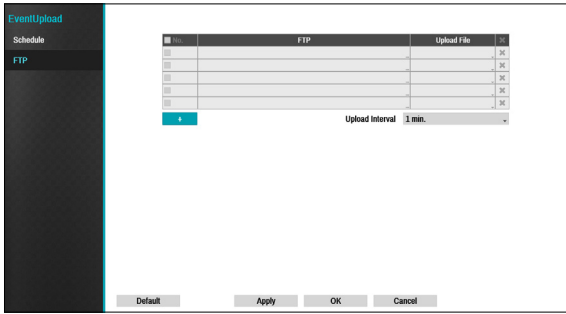 EventUpload
Schedule
FTP
No. FTP Upload File
+ Upload Interval 1 min.
Default Apply OK Cancel